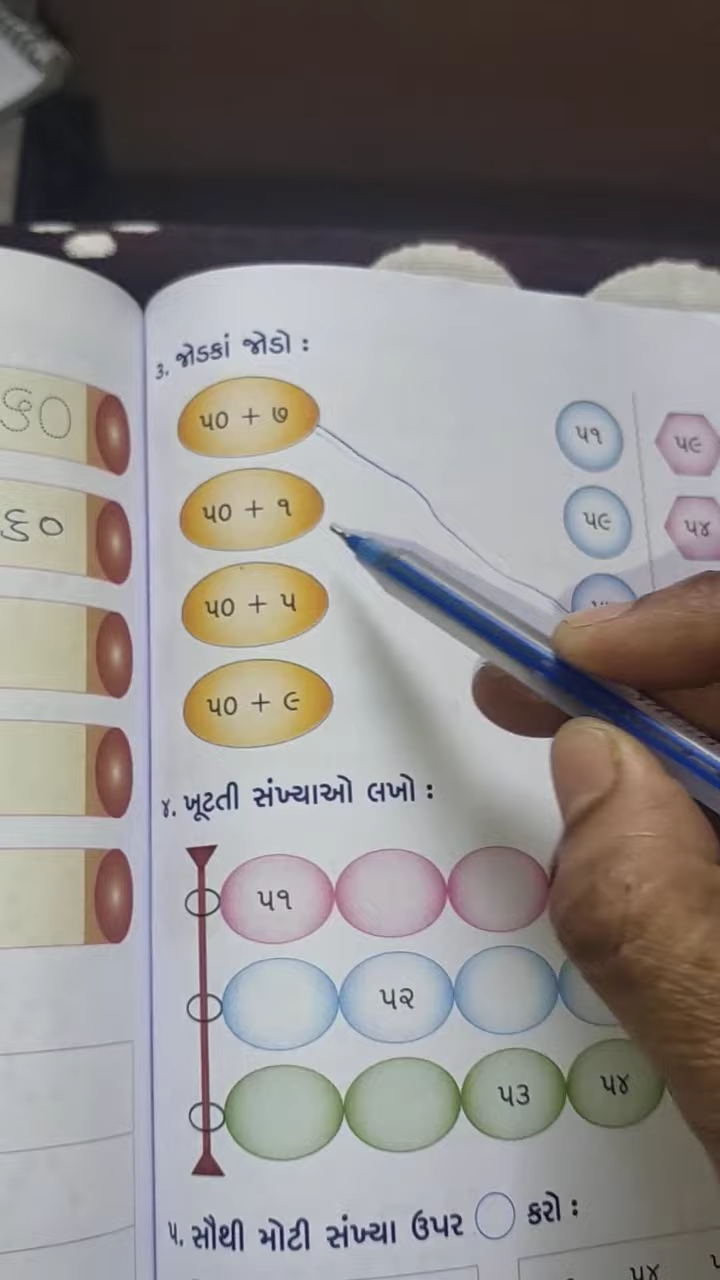 ૬૦
૬૦
૩. જોડકાં જોડો :
૫૦ + ૭
૫૧
૫૯
૫૦ + ૧
૫૯
૫૪
૫૦ + ૫
૫૦ + ૯
૪. ખૂટતી સંખ્યાઓ લખો :
૫૧
૫૨
૫૩ ૫૪
૫. સૌથી મોટી સંખ્યા ઉપર કરો :
૫૪